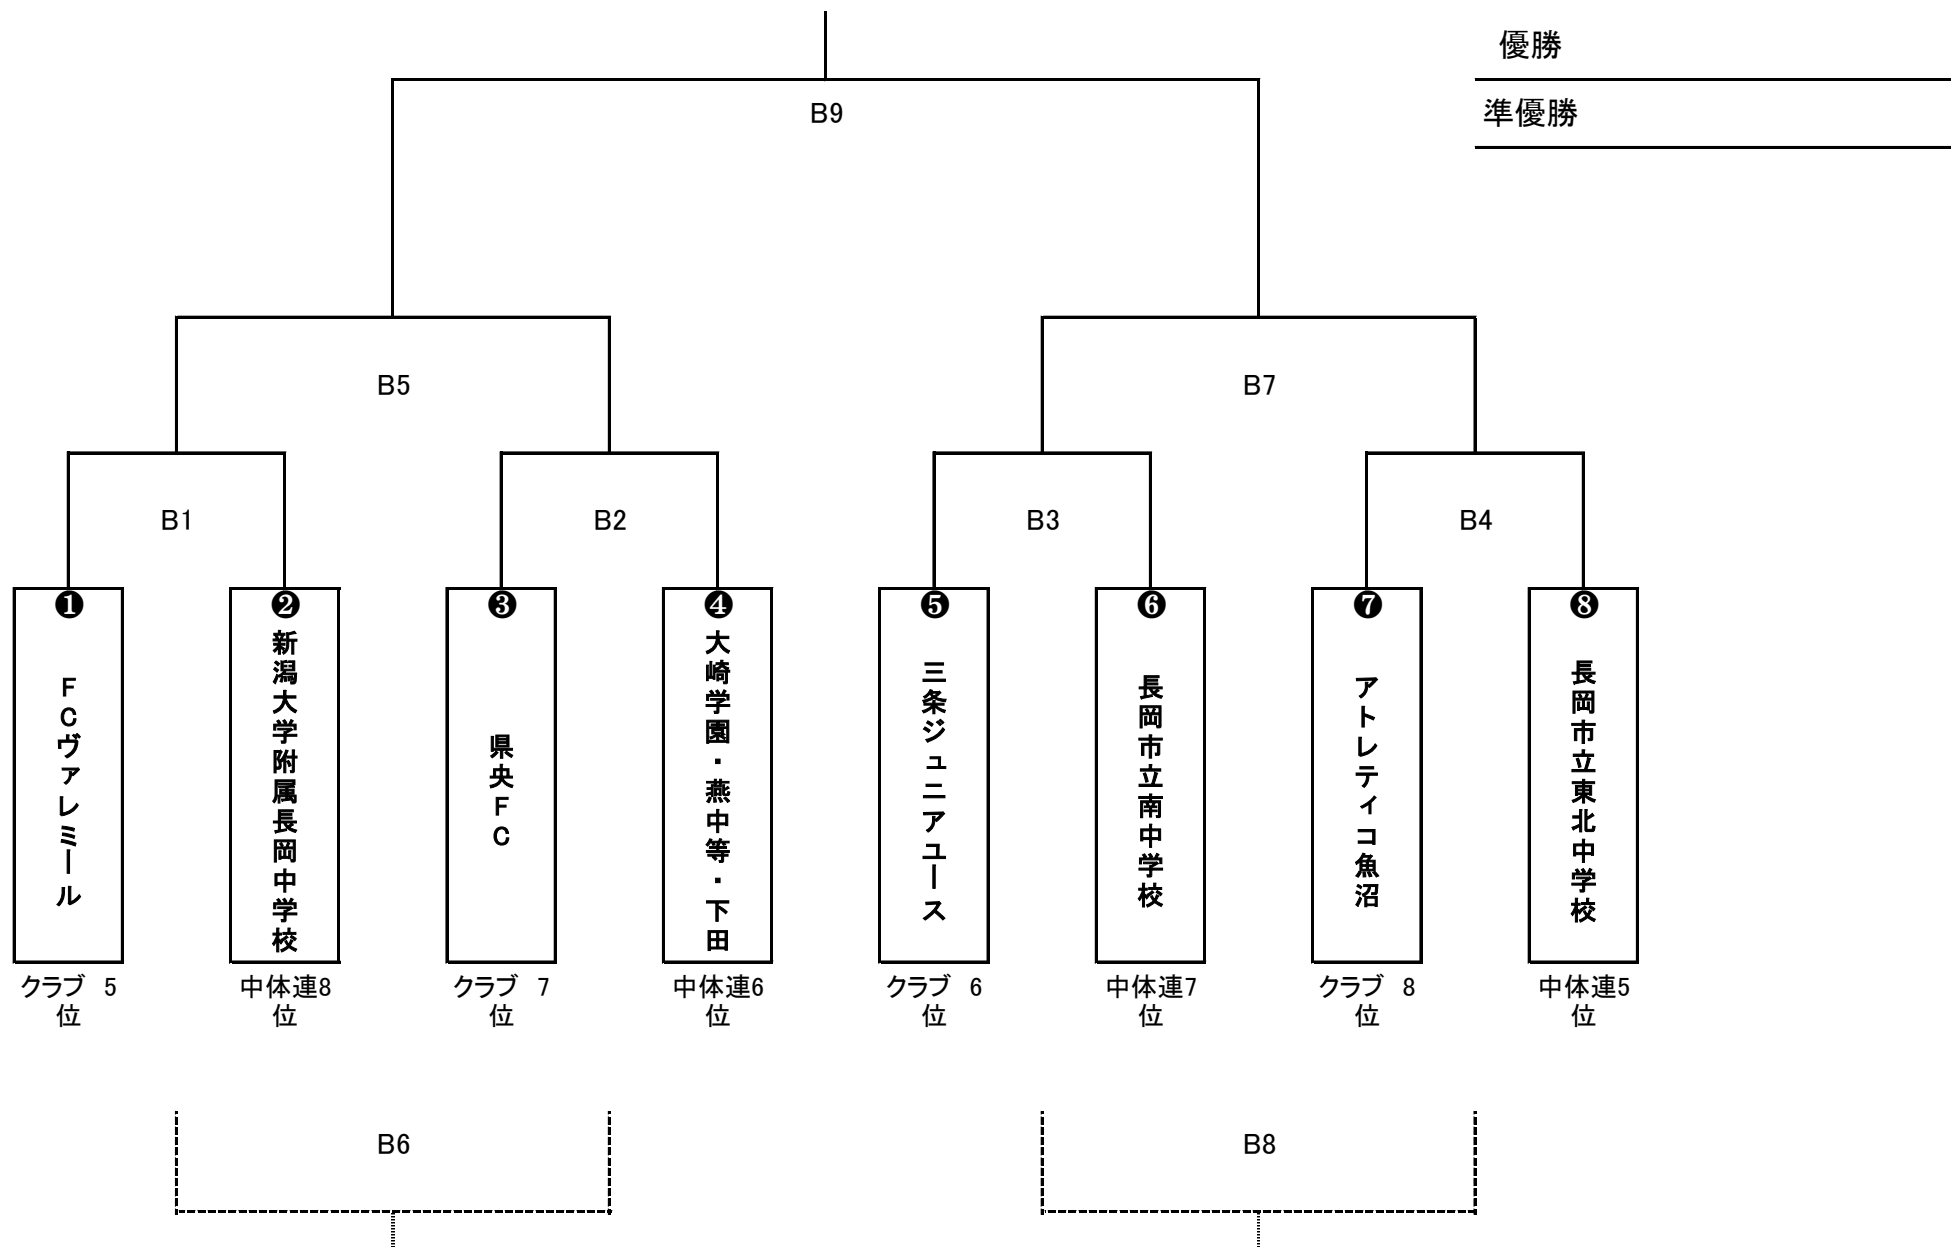 優勝
準優勝
B9
B5
B7
B1
B2
B3
B4
❶
FCヴァレミール
❷
新潟大学附属長岡中学校
❸
県央FC
❹
大崎学園・燕中等・下田
❺
三条ジュニアユース
❻
長岡市立南中学校
❼
アトレティコ魚沼
❽
長岡市立東北中学校
クラブ 5
位
中体連8
位
クラブ 7
位
中体連6
位
クラブ 6
位
中体連7
位
クラブ 8
位
中体連5
位
B6
B8